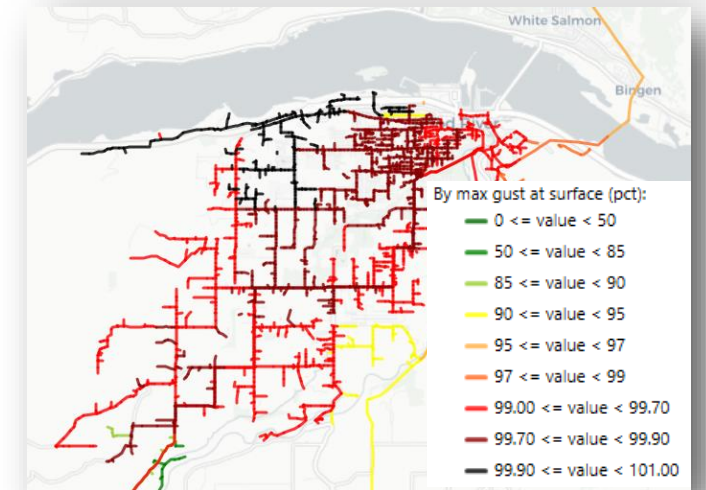 White Salmon
Bingen
By max gust at surface (pct):
0 <= value < 50
50 <= value < 85
85 <= value < 90
90 <= value < 95
95 <= value < 97
97 <= value < 99
99.00 <= value < 99.70
99.70 <= value < 99.90
99.90 <= value < 101.00